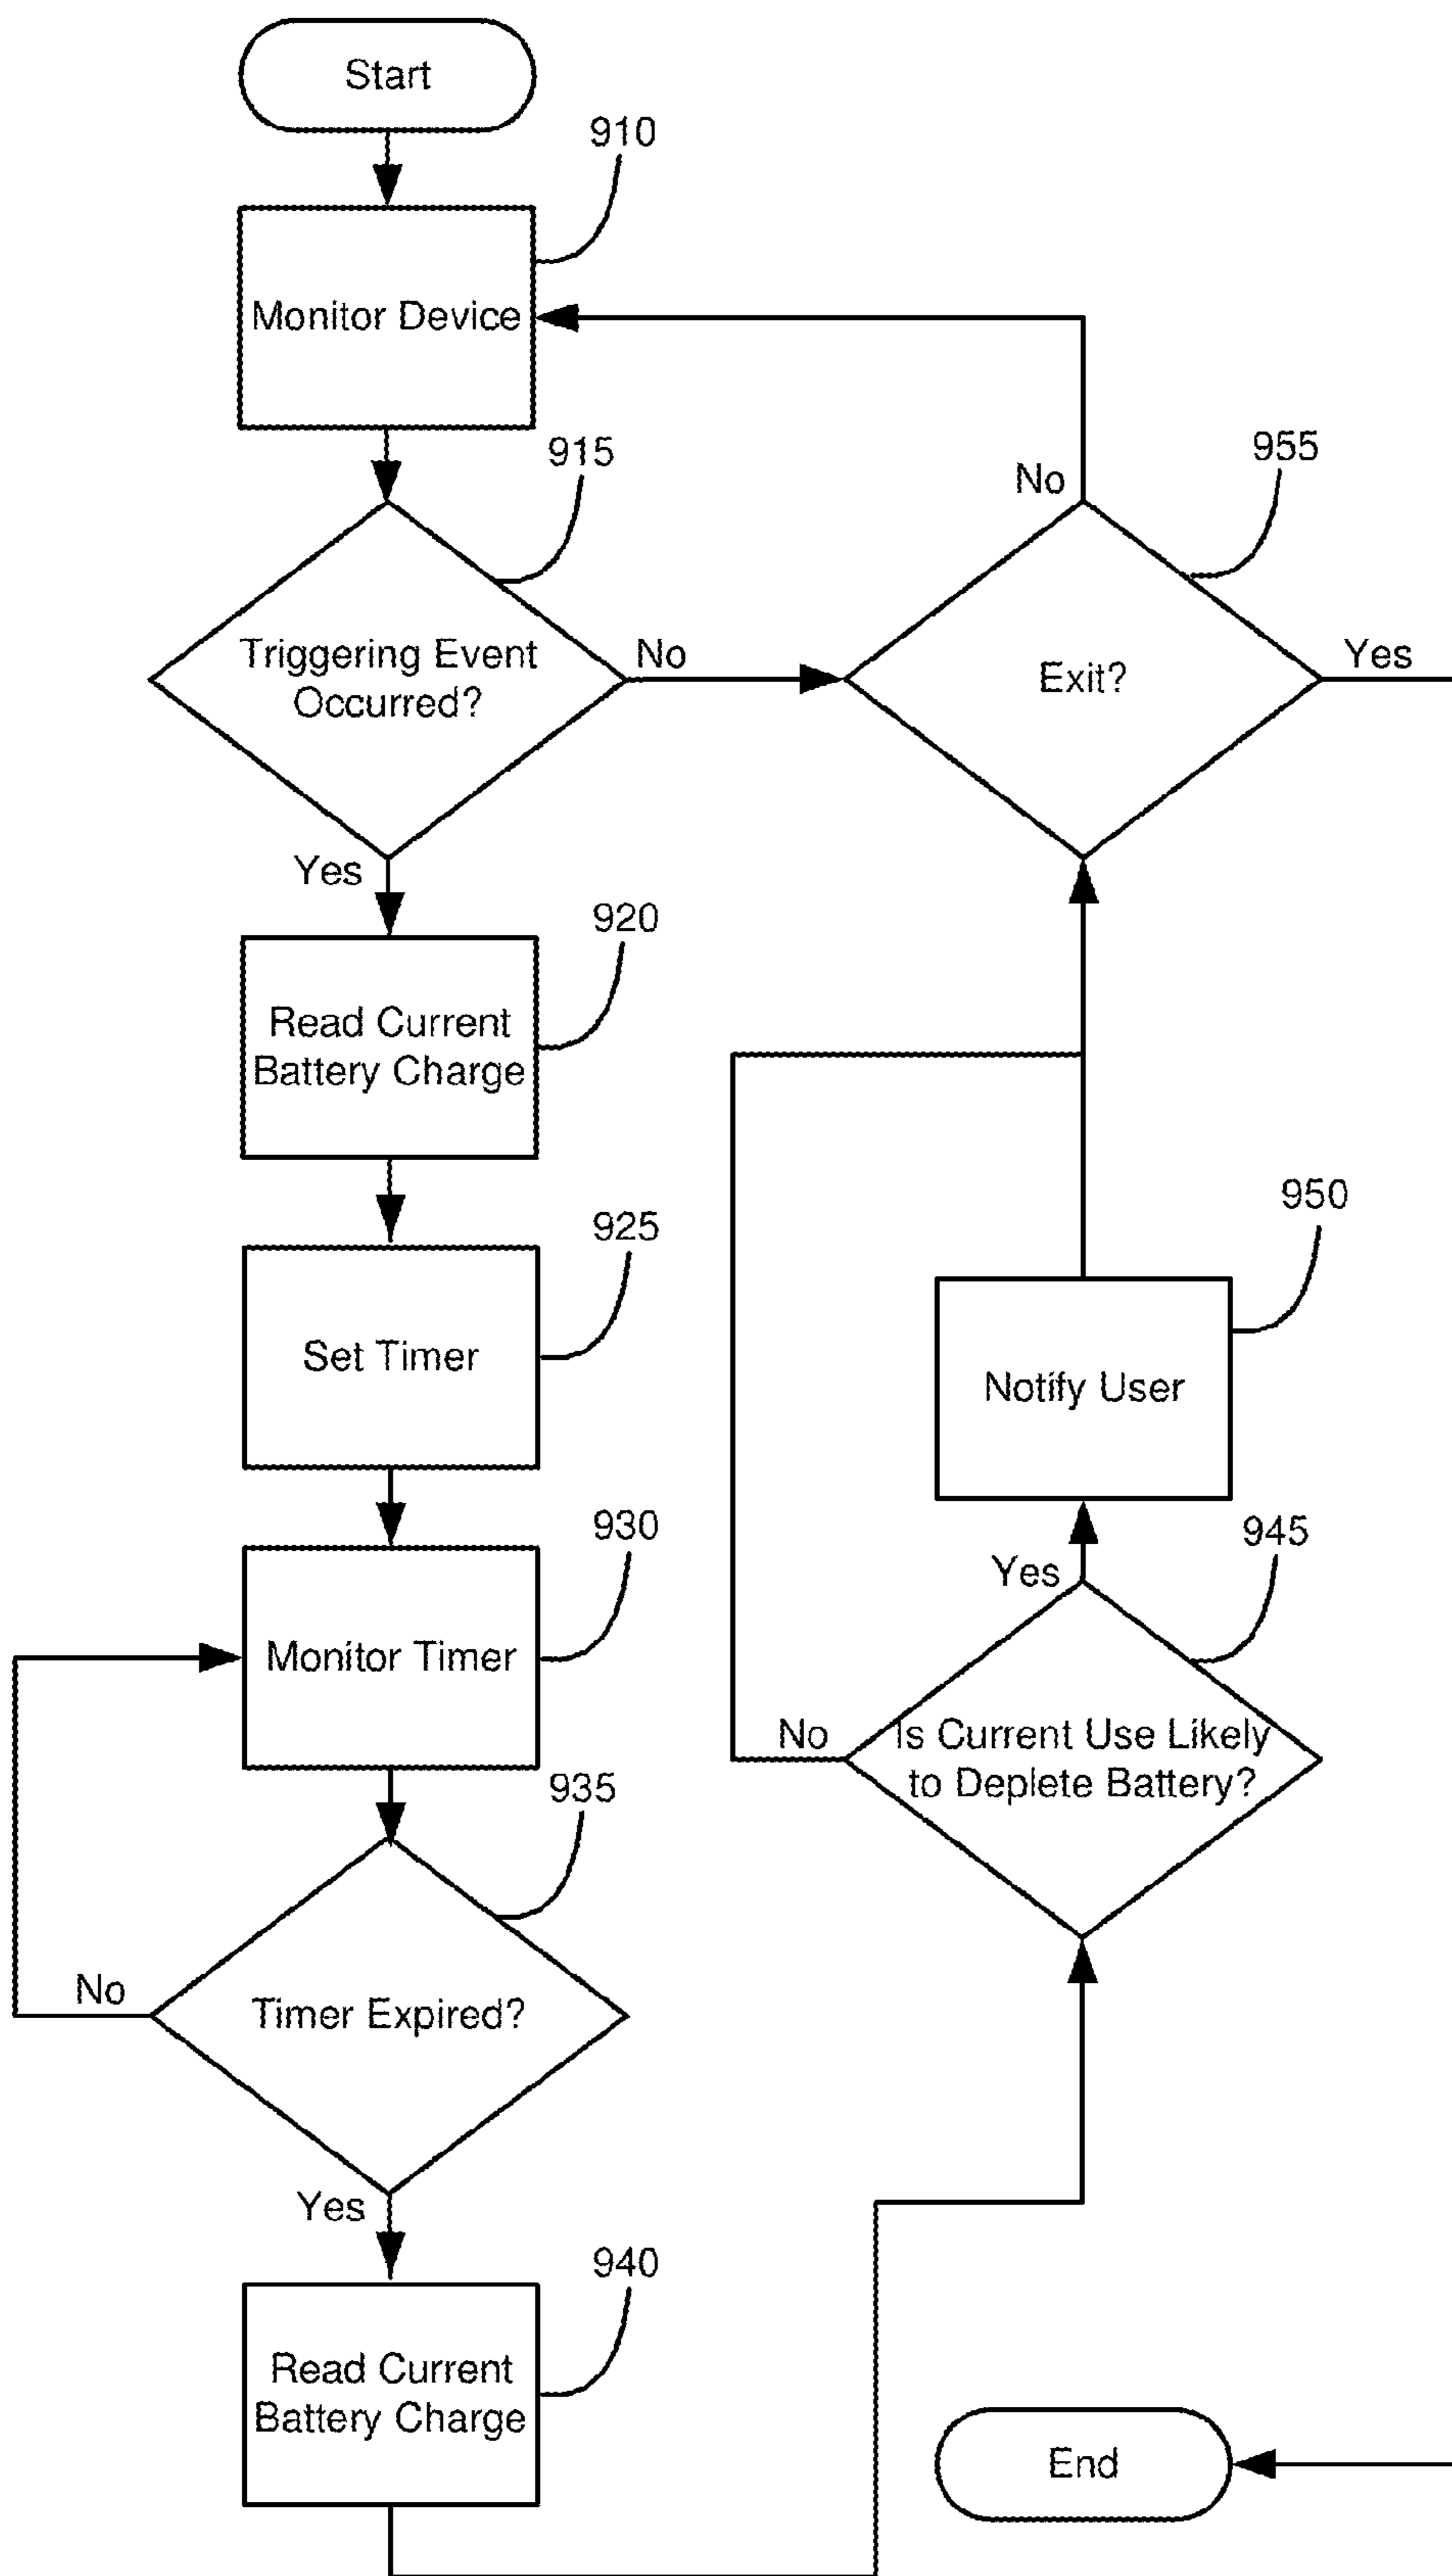 Start
910
Monitor Device
915
955
No
Triggering Event
Occurred?
No
Exit?
Yes
Yes
920
Read Current
Battery Charge
925
Set Timer
950
Notify User
930
Monitor Timer
945
Yes
No
Is Current Use Likely
to Deplete Battery?
935
No
Timer Expired?
Yes
940
Read Current
Battery Charge
End